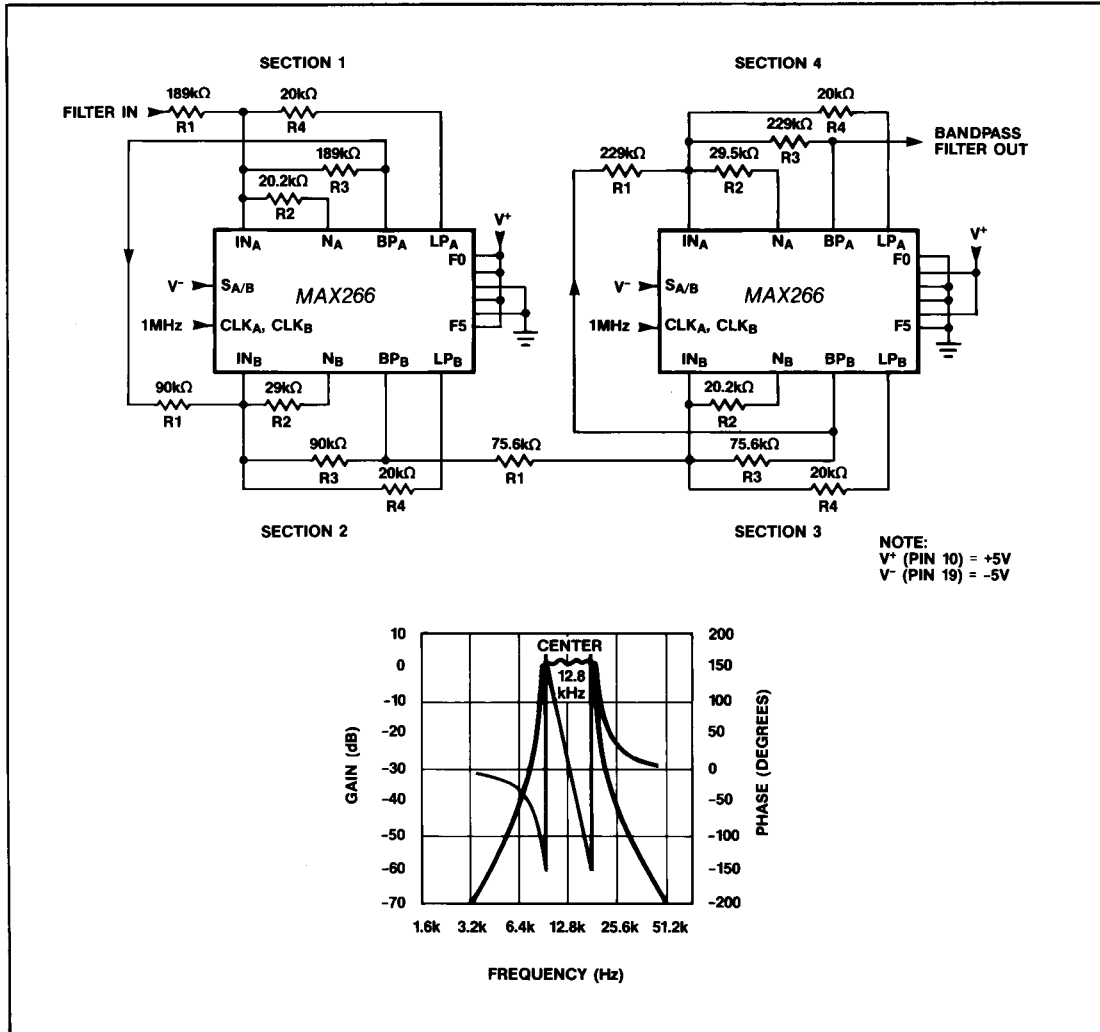 SECTION 1
FILTER IN
189kΩ
R1
20kΩ
R4
189kΩ
R3
20.2kΩ
R2
V+
INA
NA
BPA
LPA
F0
V-
SA/B
MAX266
1MHz
CLKA, CLKB
F5
INB
NB
BPB
LPB
90kΩ
R1
29kΩ
R2
90kΩ
R3
20kΩ
R4
SECTION 2
75.6kΩ
R1
SECTION 4
20kΩ
R4
229kΩ
R3
BANDPASS
FILTER OUT
229kΩ
R1
29.5kΩ
R2
V+
INA
NA
BPA
LPA
F0
V-
SA/B
MAX266
1MHz
CLKA, CLKB
F5
INB
NB
BPB
LPB
20.2kΩ
R2
75.6kΩ
R3
20kΩ
R4
SECTION 3
NOTE:
V+ (PIN 10) = +5V
V- (PIN 19) = -5V
GAIN (dB)
10
0
-10
-20
-30
-40
-50
-60
-70
CENTER
12.8
kHz
200
150
100
50
0
-50
-100
-150
-200
PHASE (DEGREES)
1.6k 3.2k 6.4k 12.8k 25.6k 51.2k
FREQUENCY (Hz)